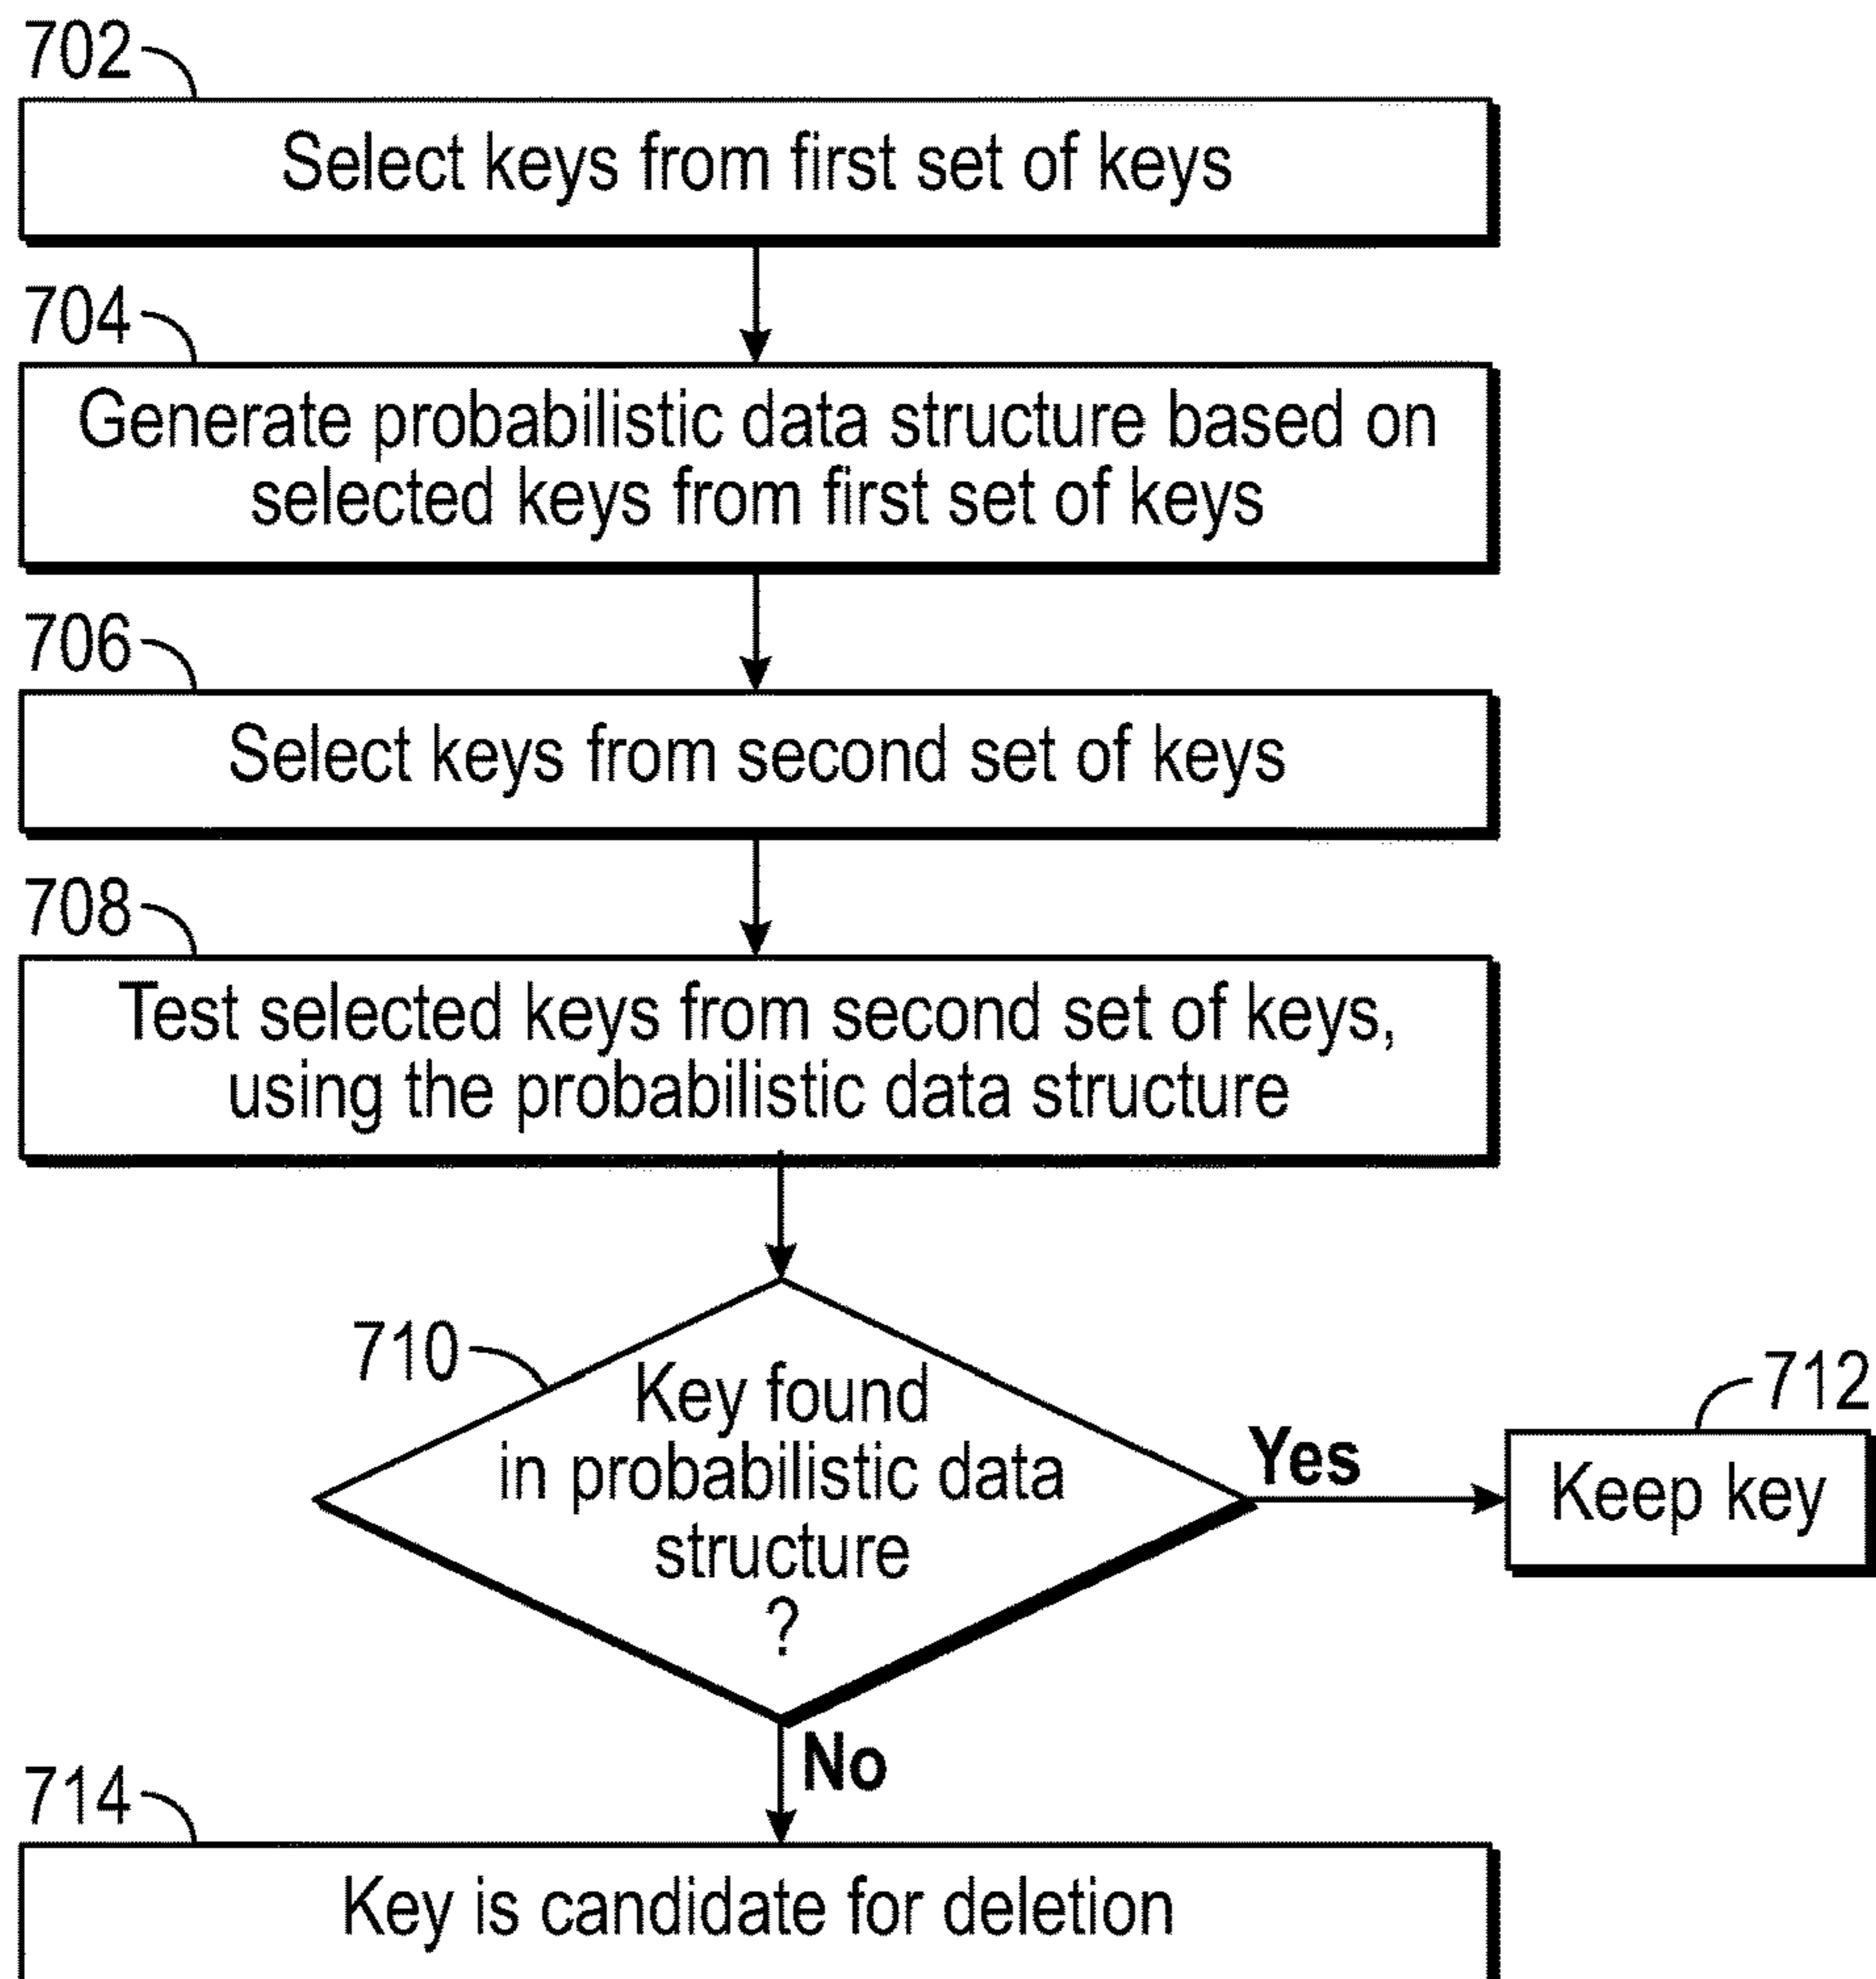 702
Select keys from first set of keys
704
Generate probabilistic data structure based on
selected keys from first set of keys
706
Select keys from second set of keys
708
Test selected keys from second set of keys,
using the probabilistic data structure
710
Key found
in probabilistic data
structure
?
Yes
712
Keep key
No
714
Key is candidate for deletion